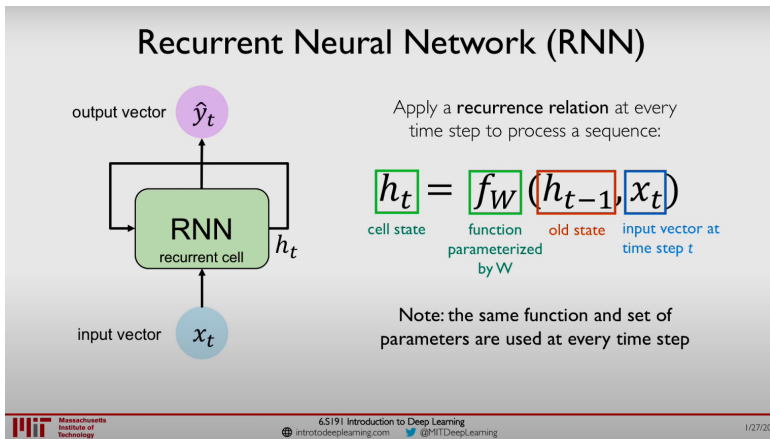 Recurrent Neural Network (RNN)
output vector
ŷₜ
RNN
recurrent cell
hₜ
input vector
xₜ
Apply a recurrence relation at every
time step to process a sequence:
hₜ = f_W(hₜ₋₁, xₜ)
cell state
function
parameterized
by W
old state
input vector at
time step t
Note: the same function and set of
parameters are used at every time step
Massachusetts
Institute of
Technology
6.S191 Introduction to Deep Learning
introtodeeplearning.com @MITDeepLearning